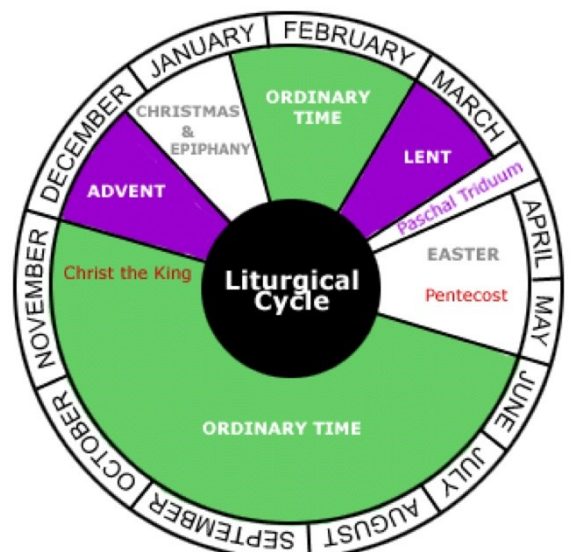 JANUARY
FEBRUARY
MARCH
APRIL
MAY
JUNE
JULY
AUGUST
SEPTEMBER
OCTOBER
NOVEMBER
DECEMBER
CHRISTMAS
&
EPIPHANY
ORDINARY
TIME
LENT
Paschal Triduum
EASTER
Pentecost
ADVENT
Christ the King
Liturgical
Cycle
ORDINARY TIME